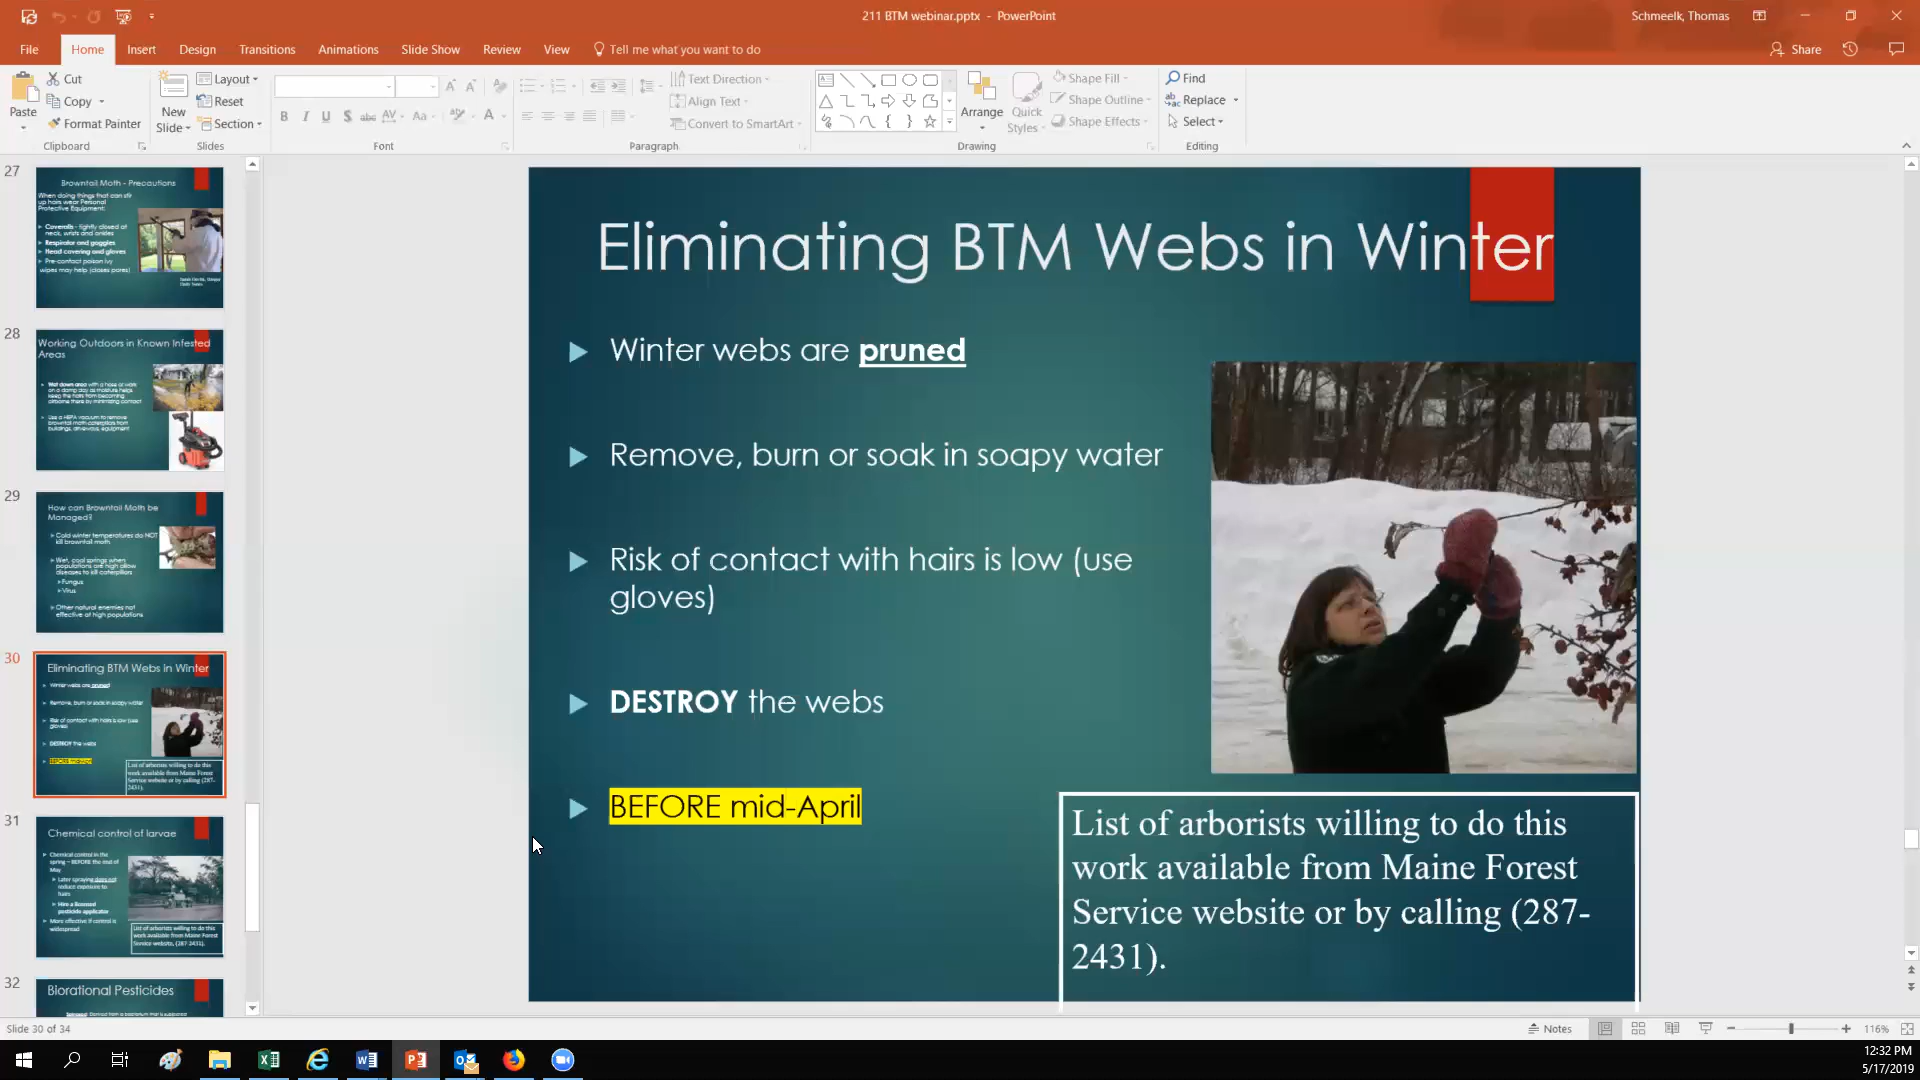 211 BTM webinar.pptx - PowerPoint
Schmeelk, Thomas
File Home Insert Design Transitions Animations Slide Show Review View Tell me what you want to do
Share
Paste
Cut
Copy
Format Painter
Clipboard
New Slide
Layout
Reset
Section
Slides
Font
Text Direction
Align Text
Convert to SmartArt
Paragraph
Arrange
Quick Styles
Shape Fill
Shape Outline
Shape Effects
Drawing
Find
Replace
Select
Editing
27
Browntail Moth - Precautions
When doing things that can stir
up hairs wear Personal
Protective Equipment:
Coveralls - tightly closed at
neck, wrists and ankles
Respirator and goggles
Head covering and gloves
Pre-contact poison ivy
wipes may help (closes pores)
28
Working Outdoors in Known Infested
Areas
Wet down area with a hose or work
on a damp day as moisture helps
keep the hairs from becoming
airborne there by minimizing contact
Use a HEPA vacuum to remove
browntail moth caterpillars from
buildings, driveways, equipment
29
How can Browntail Moth be
Managed?
Cold winter temperatures do NOT
kill browntail moth
Wet, cool springs when
populations are high allow
diseases to kill caterpillars
Fungus
Virus
Other natural enemies not
effective at high populations
30
Eliminating BTM Webs in Winter
Winter webs are pruned
Remove, burn or soak in soapy water
Risk of contact with hairs is low (use
gloves)
DESTROY the webs
BEFORE mid-April
List of arborists willing to do this
work available from Maine Forest
Service website or by calling (287-
2431).
31
Chemical control of larvae
Chemical control in the
spring – BEFORE the end of
May
Later spraying does not
reduce exposure to
hairs
Hire a licensed
pesticide applicator
More effective if control is
widespread
List of arborists willing to do this
work available from Maine Forest
Service website, (287-2431).
32
Biorational Pesticides
Eliminating BTM Webs in Winter
Winter webs are pruned
Remove, burn or soak in soapy water
Risk of contact with hairs is low (use
gloves)
DESTROY the webs
BEFORE mid-April
List of arborists willing to do this
work available from Maine Forest
Service website or by calling (287-
2431).
Slide 30 of 34
Notes
116%
12:32 PM
5/17/2019